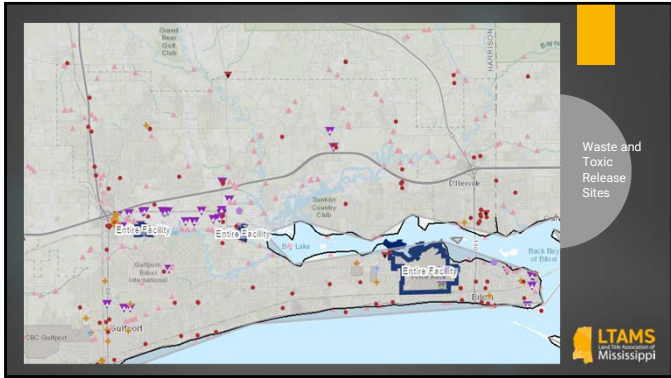 Grand
Bear
Golf
Club
HARRISON
D'Iberville
Sunkist
Country
Club
Entire Facility
Entire Facility
Lake
Back Bay
of Biloxi
Gulfport-
Biloxi
International
Entire Facility
Biloxi
Gulfport
CBC Gulfport
Waste and
Toxic
Release
Sites
LTAMS
Land Title Association of
Mississippi